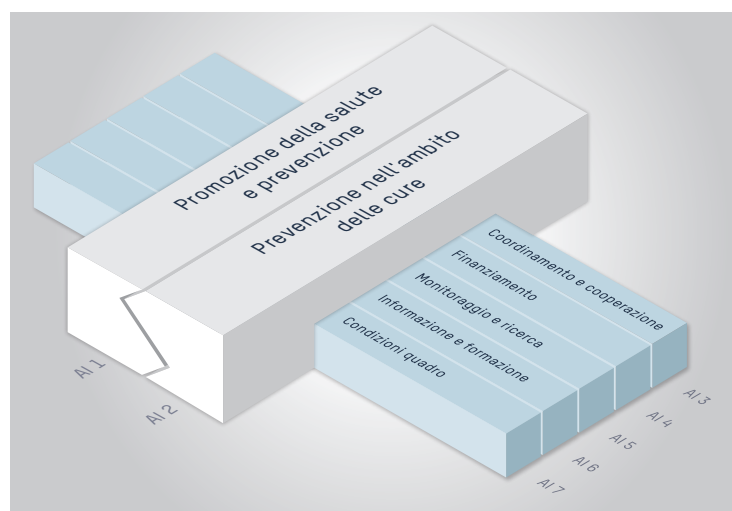 Promozione della salute
e prevenzione
Prevenzione nell'ambito
delle cure
Coordinamento e cooperazione
Finanziamento
Monitoraggio e ricerca
Informazione e formazione
Condizioni quadro
AI 1
AI 2
AI 3
AI 4
AI 5
AI 6
AI 7